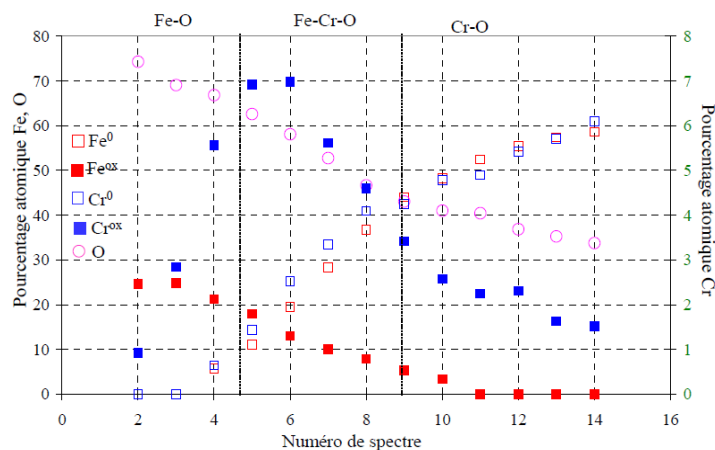 Fe-O
Fe-Cr-O
Cr-O
Pourcentage atomique Fe, O
80
70
60
50
40
30
20
10
0
Fe⁰
Feᵒˣ
Cr⁰
Crᵒˣ
O
8
7
6
5
4
3
2
1
0
Pourcentage atomique Cr
0 2 4 6 8 10 12 14 16
Numéro de spectre